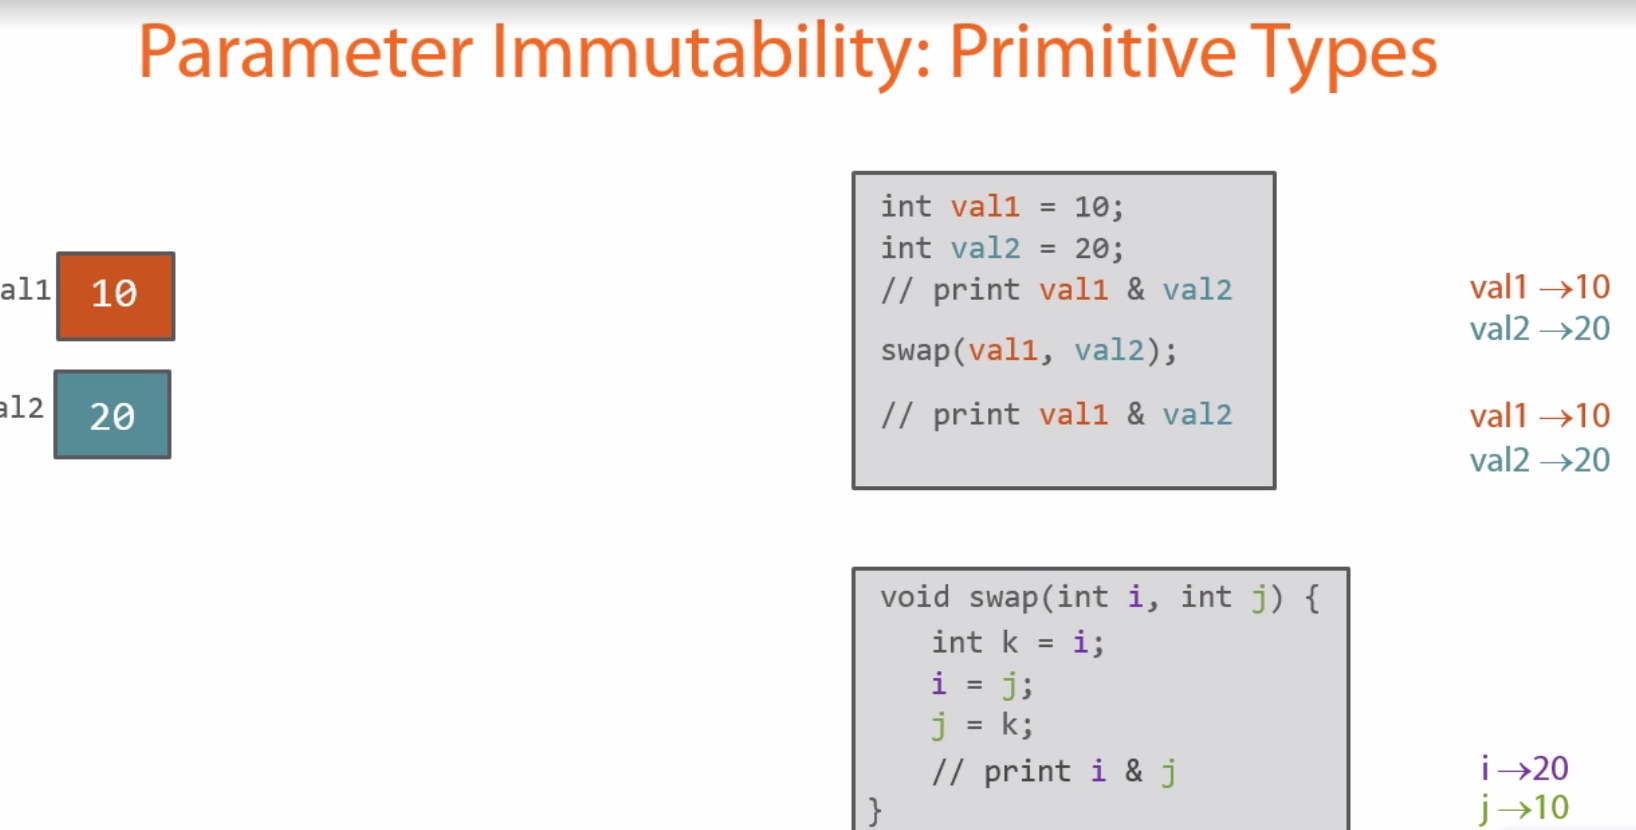 Parameter Immutability: Primitive Types
al1
10
al2
20
int val1 = 10;
int val2 = 20;
// print val1 & val2
swap(val1, val2);
// print val1 & val2
val1 →10
val2 →20
val1 →10
val2 →20
void swap(int i, int j) {
int k = i;
i = j;
j = k;
// print i & j
}
i →20
j →10